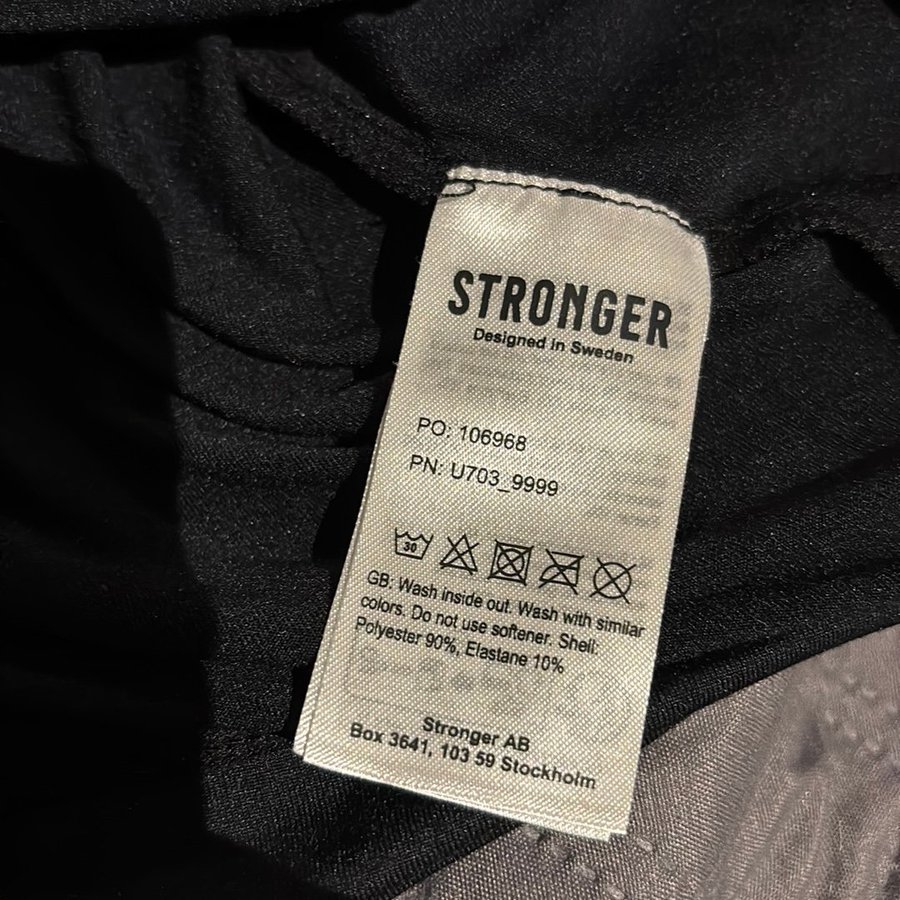 STRONGER
Designed in Sweden
PO: 106968
PN: U703_9999
30
GB: Wash inside out. Wash with similar
colors. Do not use softener. Shell:
Polyester 90%, Elastane 10%
Stronger AB
Box 3641, 103 59 Stockholm